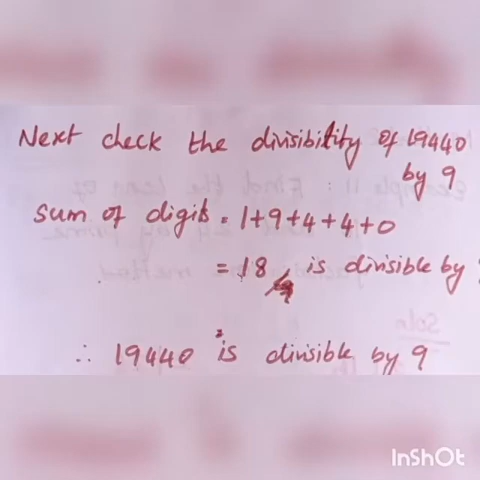 Next check the divisibility of 19440
by 9
Sum of digits = 1+9+4+4+0
= 18, is divisible by
∴ 19440 is divisible by 9
InShOt